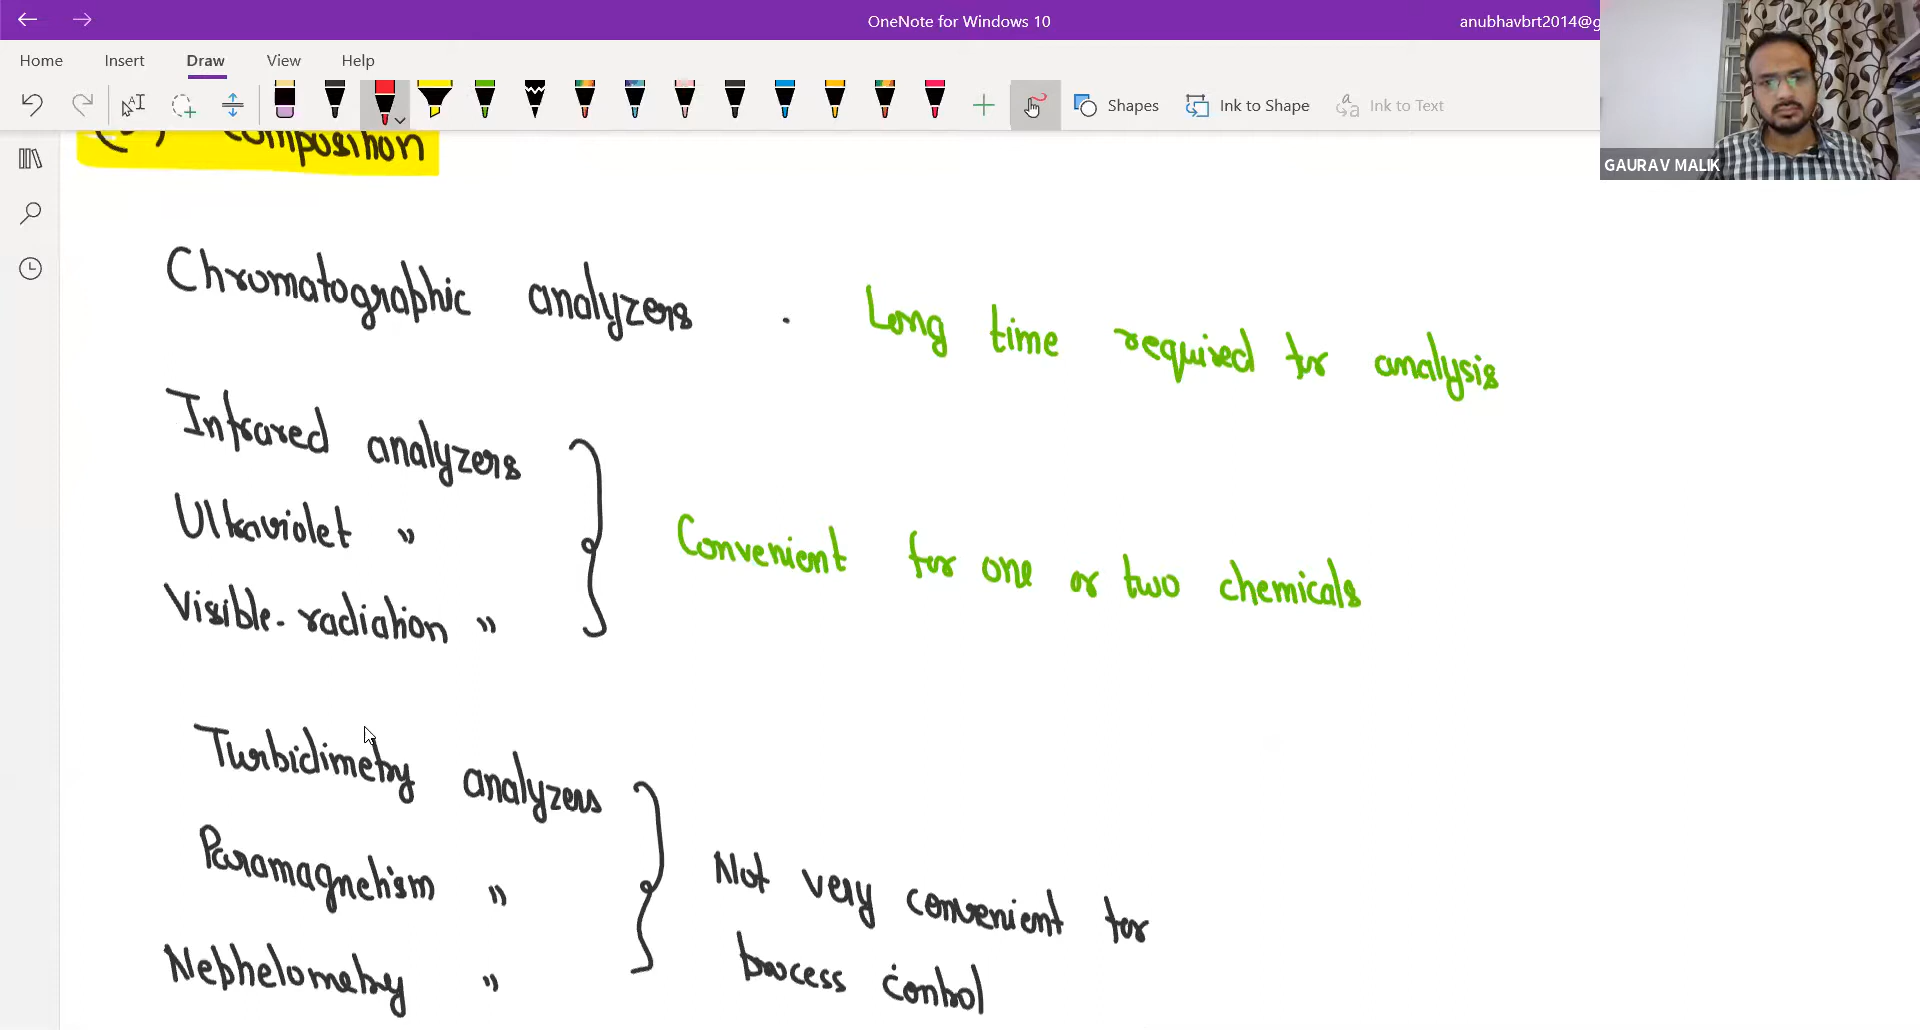 OneNote for Windows 10
anubhavbrt2014@g
Home Insert Draw View Help
Shapes Ink to Shape Ink to Text
GAURAV MALIK
composition
Chromatographic analyzers . Long time required for analysis
Infrared analyzers
Ultraviolet "
Convenient for one or two chemicals
Visible-radiation "
Turbidimetry analyzers
Paramagnetism "
Not very convenient for
process control
Nephelometry "